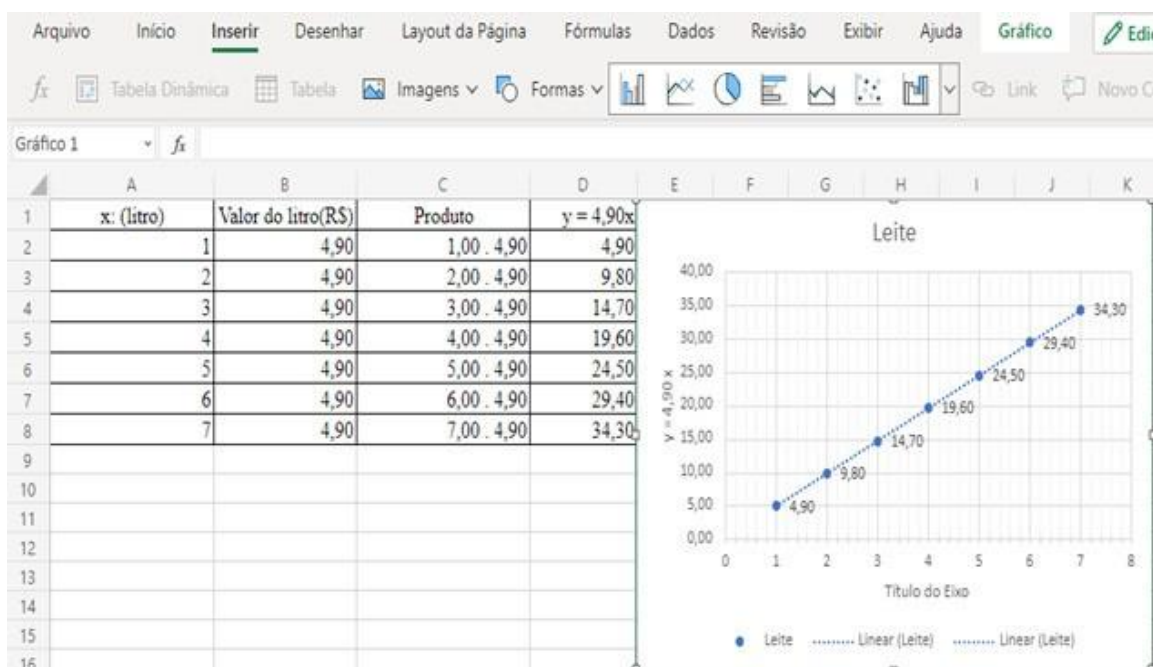 Arquivo Início Inserir Desenhar Layout da Página Fórmulas Dados Revisão Exibir Ajuda Gráfico Edi
fx Tabela Dinâmica Tabela Imagens Formas Link Novo C
Gráfico 1 fx
A B C D E F G H I J K
1 x: (litro) Valor do litro(R$) Produto y = 4,90x
2 1 4,90 1,00 . 4,90 4,90
3 2 4,90 2,00 . 4,90 9,80
4 3 4,90 3,00 . 4,90 14,70
5 4 4,90 4,00 . 4,90 19,60
6 5 4,90 5,00 . 4,90 24,50
7 6 4,90 6,00 . 4,90 29,40
8 7 4,90 7,00 . 4,90 34,30
9
10
11
12
13
14
15
16
Leite
40,00
35,00
30,00
25,00
20,00
15,00
10,00
5,00
0,00
y = 4,90 x
34,30
29,40
24,50
19,60
14,70
9,80
4,90
0 1 2 3 4 5 6 7 8
Título do Eixo
Leite Linear (Leite) Linear (Leite)